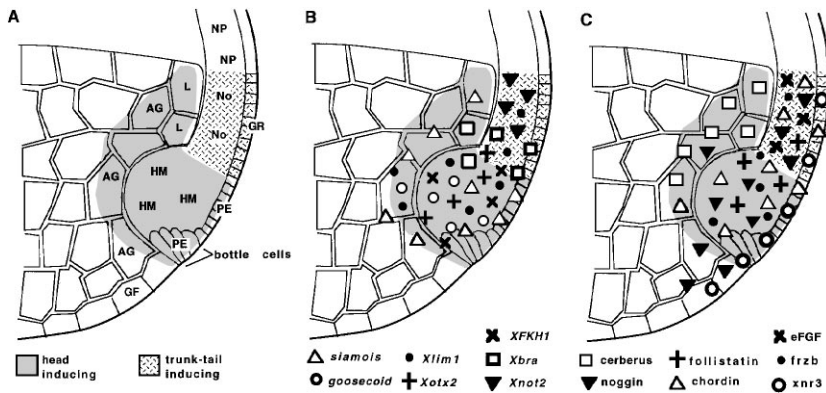 A
B
C
NP
NP
L
AG
No
L
No
GR
AG
HM
HM
HM
PE
PE
AG
bottle cells
GF
head inducing
trunk-tail inducing
siamois
Xlim1
XFKH1
Xbra
goosecoid
Xotx2
Xnot2
eFGF
cerberus
follistatin
frzb
noggin
chordin
xnr3